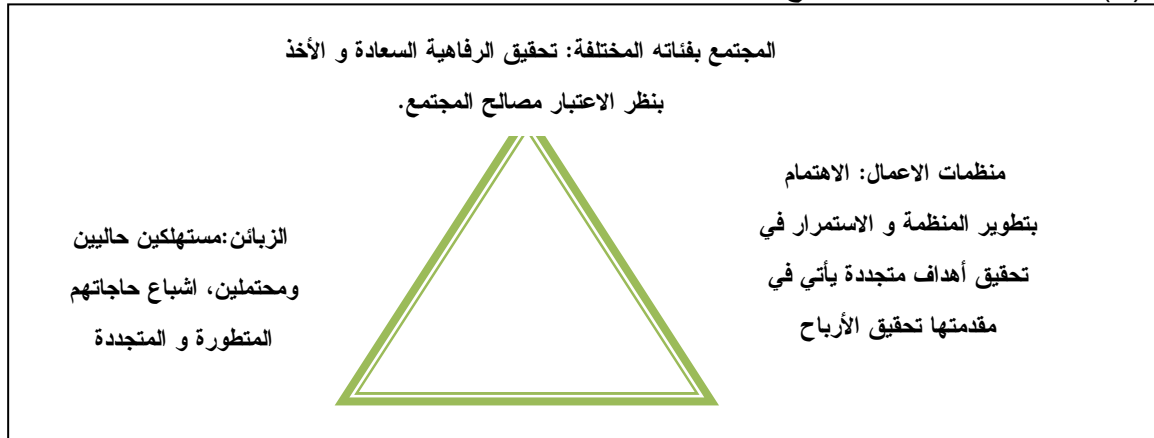 المجتمع بفئاته المختلفة: تحقيق الرفاهية السعادة و الأخذ
بنظر الاعتبار مصالح المجتمع.
منظمات الاعمال: الاهتمام
بتطوير المنظمة و الاستمرار في
تحقيق أهداف متجددة يأتي في
مقدمتها تحقيق الأرباح
الزبائن:مستهلكين حاليين
ومحتملين، اشباع حاجاتهم
المتطورة و المتجددة